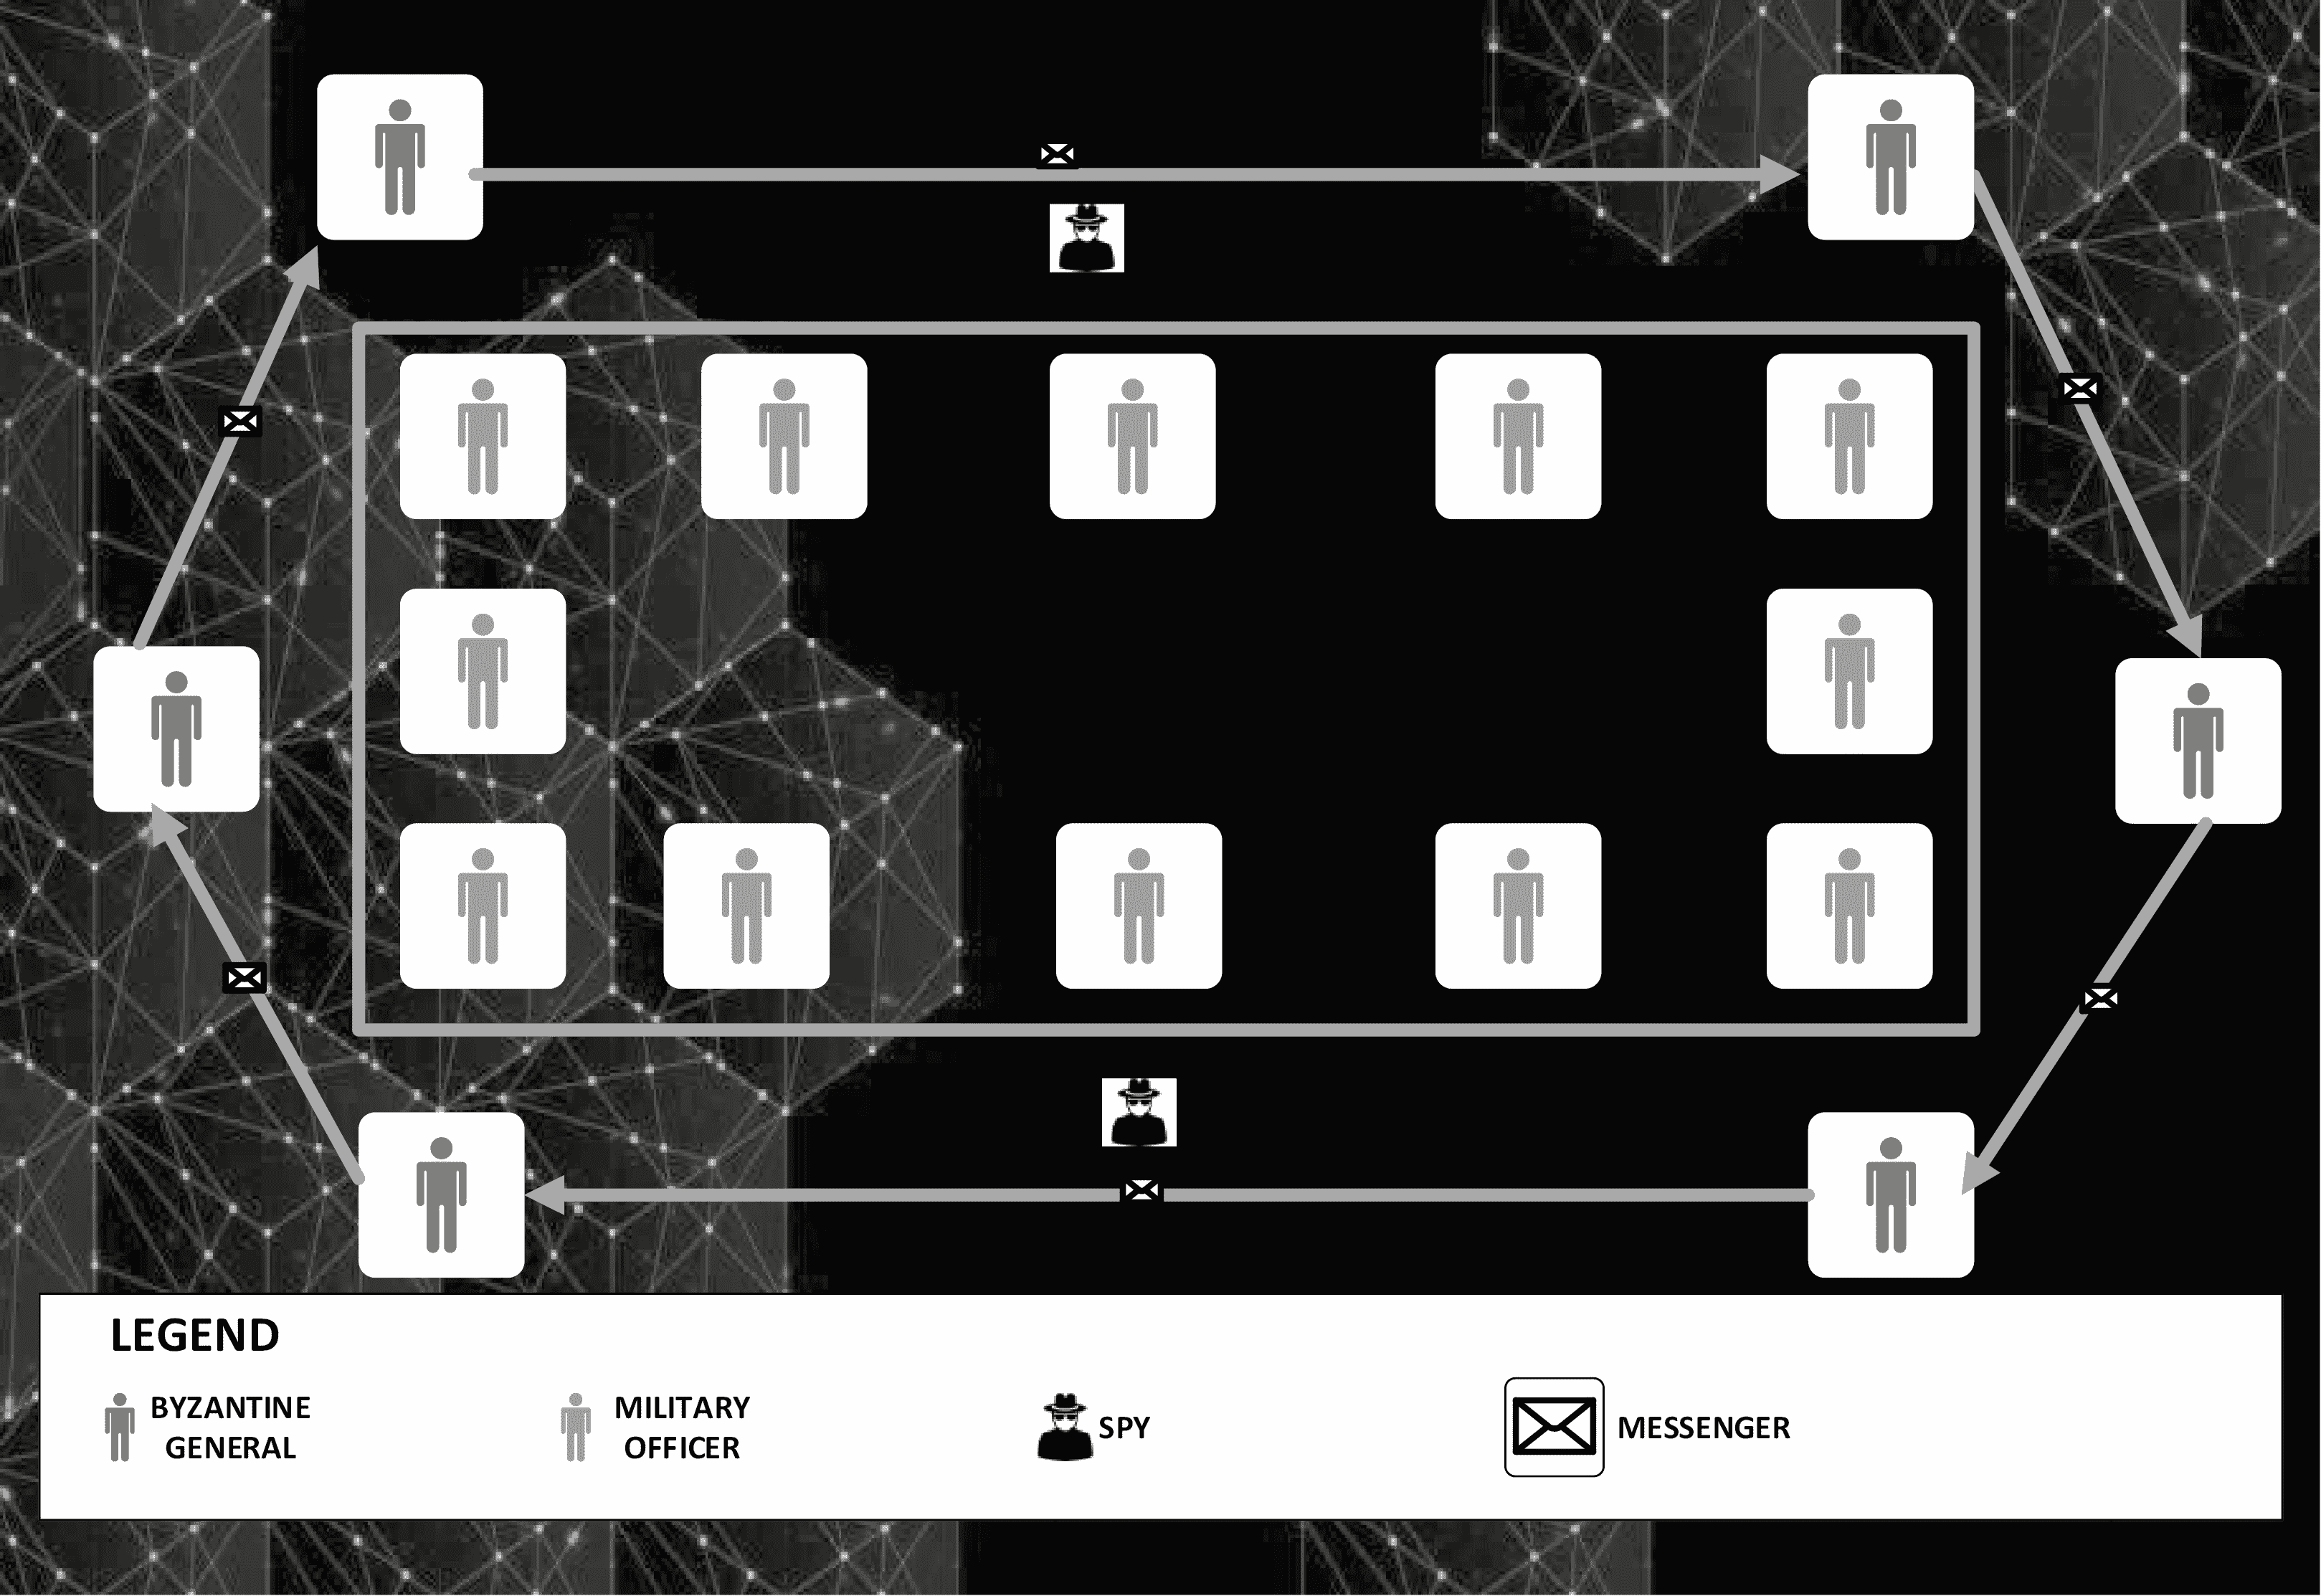 LEGEND
BYZANTINE
GENERAL
MILITARY
OFFICER
SPY
MESSENGER